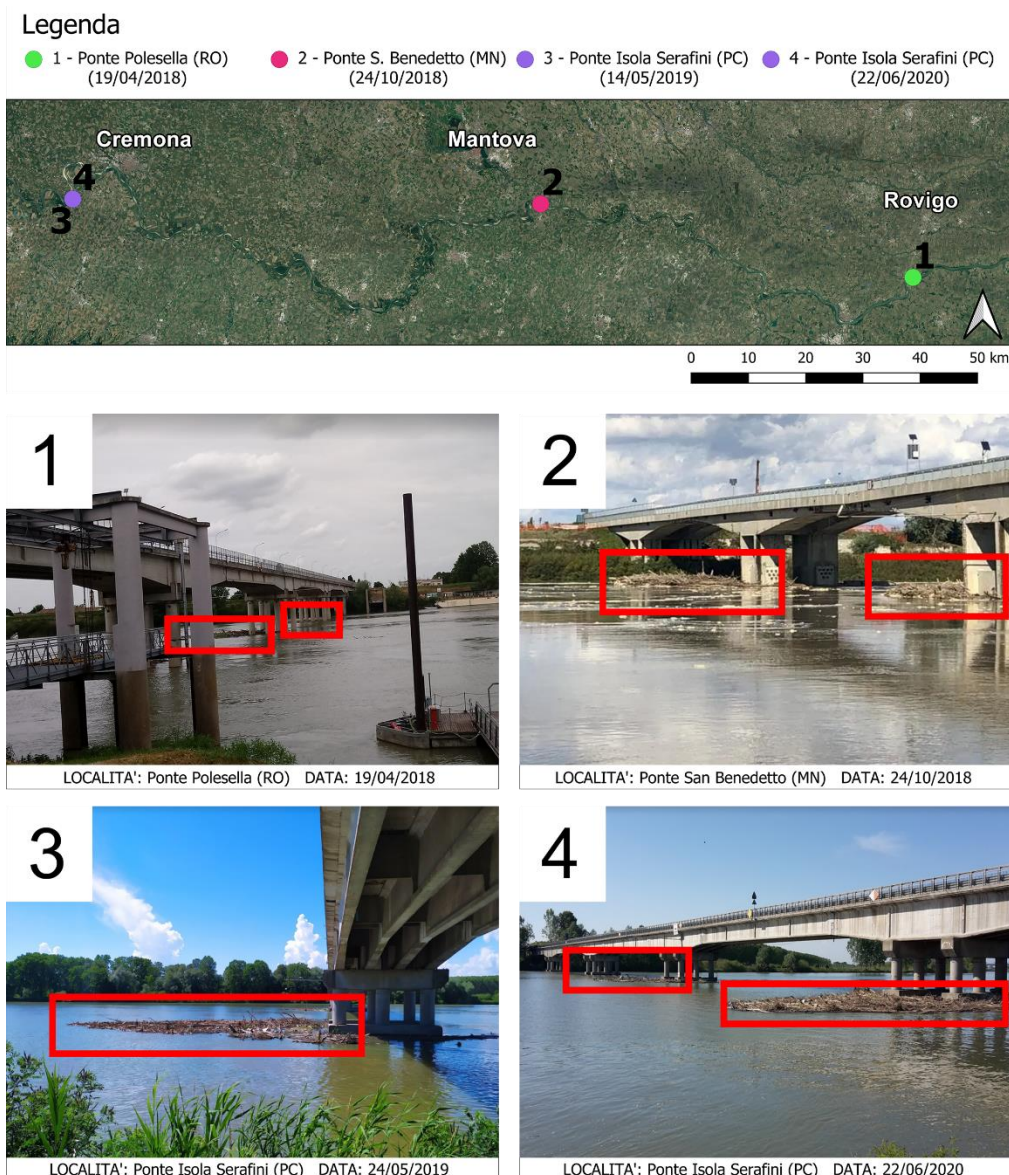 Legenda
1 - Ponte Polesella (RO)
(19/04/2018)
2 - Ponte S. Benedetto (MN)
(24/10/2018)
3 - Ponte Isola Serafini (PC)
(14/05/2019)
4 - Ponte Isola Serafini (PC)
(22/06/2020)
Cremona
Mantova
Rovigo
4
3
2
1
0 10 20 30 40 50 km
1
LOCALITA': Ponte Polesella (RO) DATA: 19/04/2018
2
LOCALITA': Ponte San Benedetto (MN) DATA: 24/10/2018
3
LOCALITA': Ponte Isola Serafini (PC) DATA: 24/05/2019
4
LOCALITA': Ponte Isola Serafini (PC) DATA: 22/06/2020